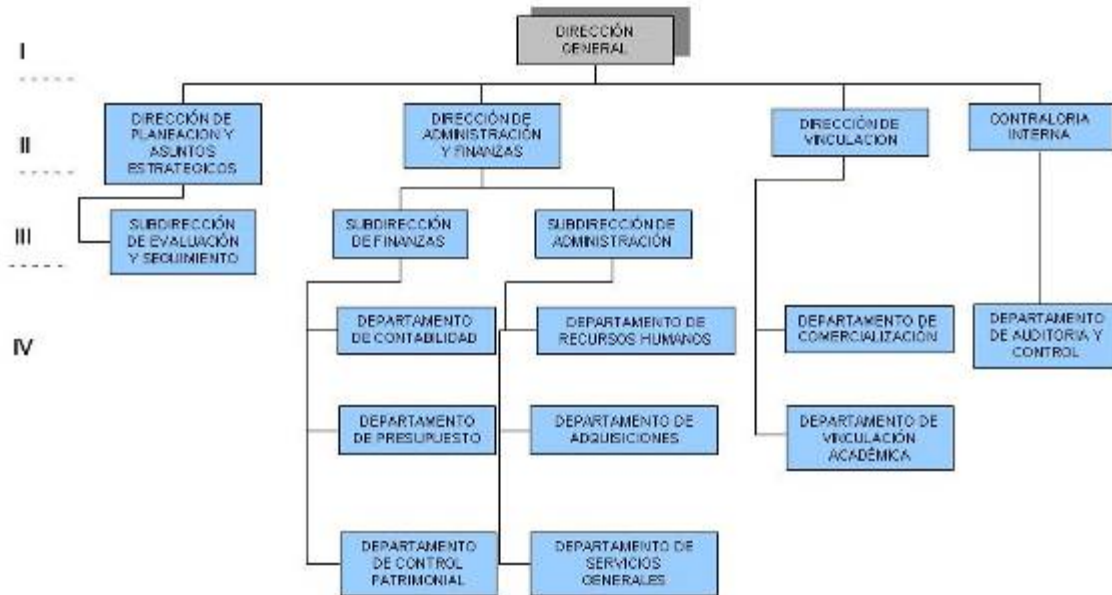 DIRECCIÓN
GENERAL
I
DIRECCIÓN DE
PLANEACION Y
ASUNTOS
ESTRATEGICOS
DIRECCIÓN DE
ADMINISTRACIÓN
Y FINANZAS
DIRECCIÓN DE
VINCULACION
CONTRALORIA
INTERNA
II
SUBDIRECCIÓN
DE EVALUACIÓN
Y SEGUIMIENTO
SUBDIRECCIÓN
DE FINANZAS
SUBDIRECCIÓN DE
ADMINISTRACIÓN
III
DEPARTAMENTO
DE CONTABILIDAD
DEPARTAMENTO DE
RECURSOS HUMANOS
DEPARTAMENTO DE
COMERCIALIZACIÓN
DEPARTAMENTO
DE AUDITORIA Y
CONTROL
IV
DEPARTAMENTO
DE PRESUPUESTO
DEPARTAMENTO DE
ADQUISICIONES
DEPARTAMENTO DE
VINCULACIÓN
ACADÉMICA
DEPARTAMENTO
DE CONTROL
PATRIMONIAL
DEPARTAMENTO DE
SERVICIOS
GENERALES